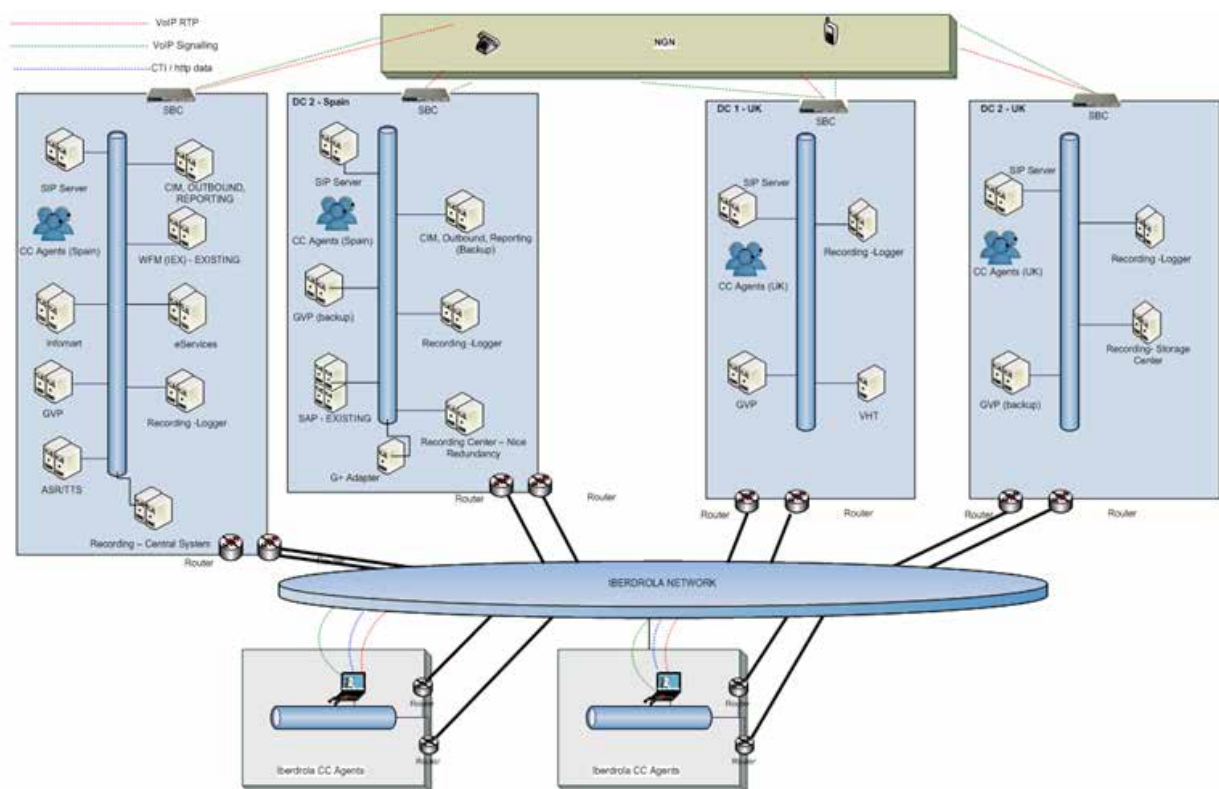 VoIP RTP
VoIP Signalling
CTI / http data
NGN
SBC
SIP Server
CIM, OUTBOUND,
REPORTING
CC Agents (Spain)
WFM (IEX) - EXISTING
Infomart
eServices
GVP
Recording -Logger
ASR/TTS
Recording – Central System
Router
DC 2 - Spain
SBC
SIP Server
CC Agents (Spain)
CIM, Outbound, Reporting
(Backup)
GVP (backup)
Recording -Logger
SAP - EXISTING
Recording Center – Nice
Redundancy
G+ Adapter
Router
Router
DC 1 - UK
SBC
SIP Server
Recording -Logger
CC Agents (UK)
GVP
VHT
Router
Router
DC 2 - UK
SBC
SIP Server
CC Agents (UK)
Recording -Logger
Recording- Storage
Center
GVP (backup)
Router
Router
IBERDROLA NETWORK
Router
Router
Iberdrola CC Agents
Router
Router
Iberdrola CC Agents